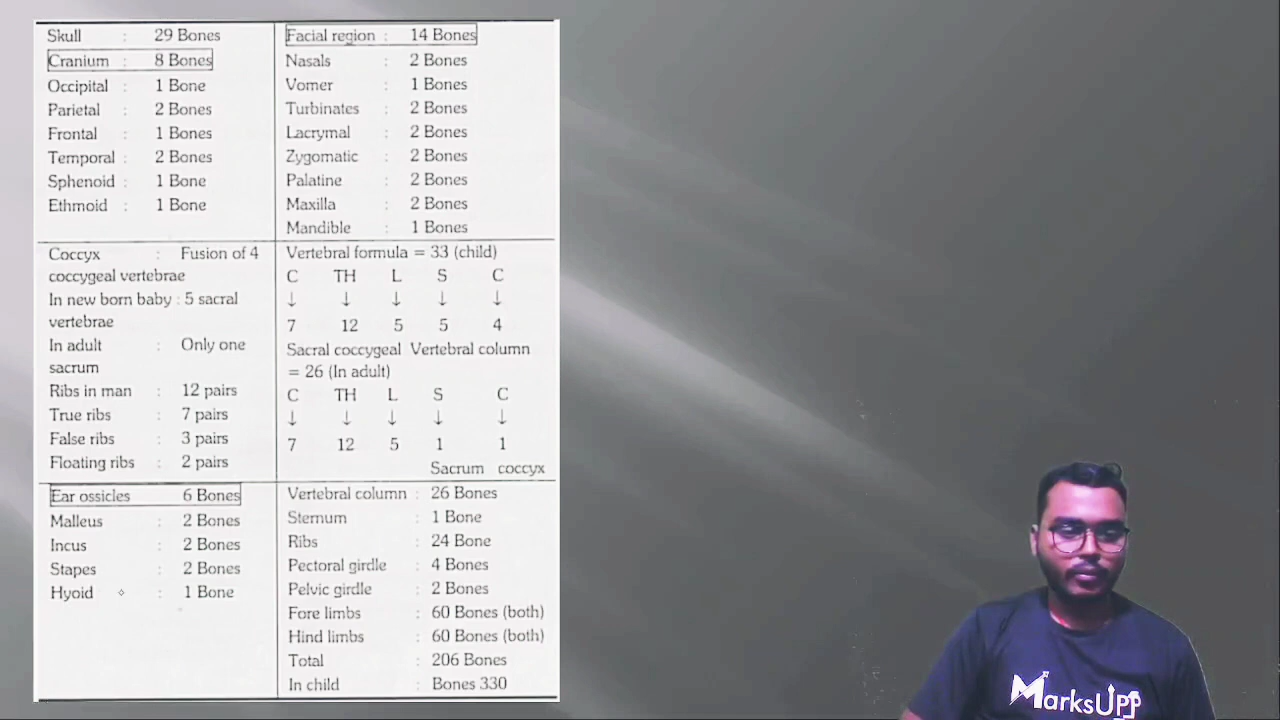 Skull : 29 Bones
Cranium : 8 Bones
Occipital : 1 Bone
Parietal : 2 Bones
Frontal : 1 Bones
Temporal : 2 Bones
Sphenoid : 1 Bone
Ethmoid : 1 Bone
Facial region : 14 Bones
Nasals : 2 Bones
Vomer : 1 Bones
Turbinates : 2 Bones
Lacrymal : 2 Bones
Zygomatic : 2 Bones
Palatine : 2 Bones
Maxilla : 2 Bones
Mandible : 1 Bones
Coccyx : Fusion of 4
coccygeal vertebrae
In new born baby : 5 sacral
vertebrae
In adult : Only one
sacrum
Ribs in man : 12 pairs
True ribs : 7 pairs
False ribs : 3 pairs
Floating ribs : 2 pairs
Vertebral formula = 33 (child)
C TH L S C
↓ ↓ ↓ ↓ ↓
7 12 5 5 4
Sacral coccygeal Vertebral column
= 26 (In adult)
C TH L S C
↓ ↓ ↓ ↓ ↓
7 12 5 1 1
Sacrum coccyx
Ear ossicles 6 Bones
Malleus : 2 Bones
Incus : 2 Bones
Stapes : 2 Bones
Hyoid : 1 Bone
Vertebral column : 26 Bones
Sternum : 1 Bone
Ribs : 24 Bone
Pectoral girdle : 4 Bones
Pelvic girdle : 2 Bones
Fore limbs : 60 Bones (both)
Hind limbs : 60 Bones (both)
Total : 206 Bones
In child : Bones 330
MarksUPP